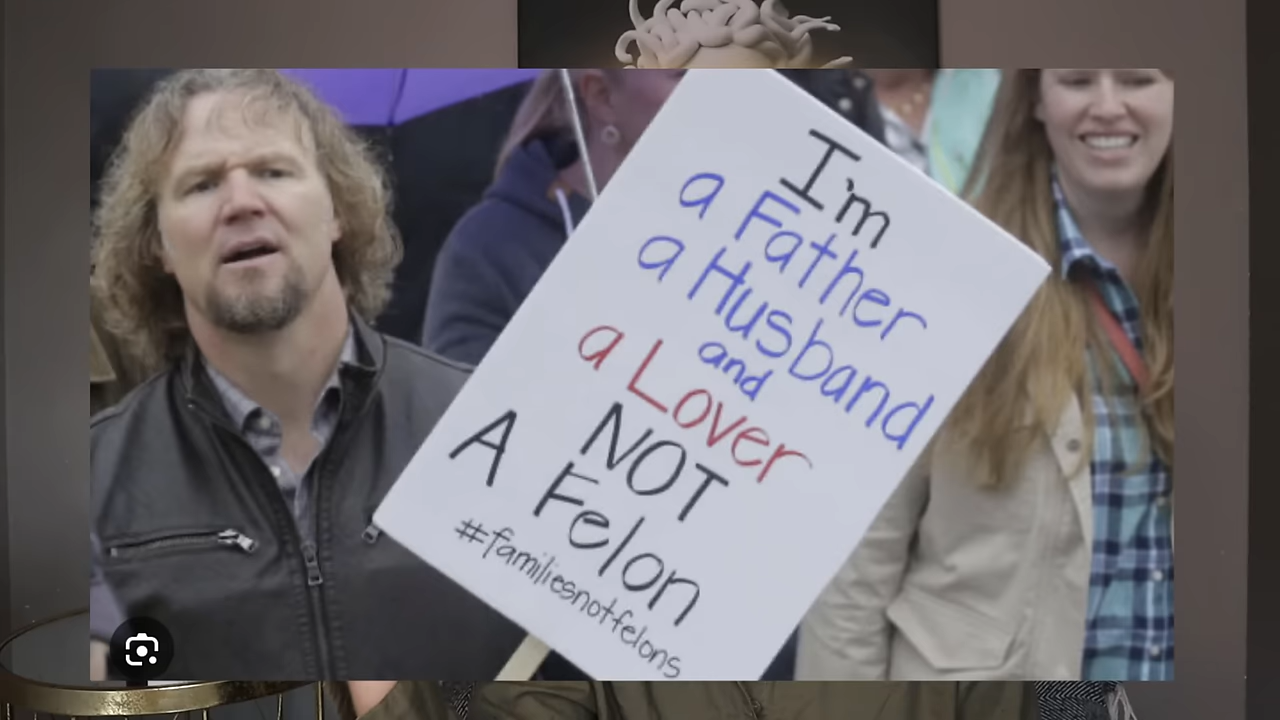 I'm
a Father
a Husband
and
a Lover
NOT
A Felon
#familiesnotfelons